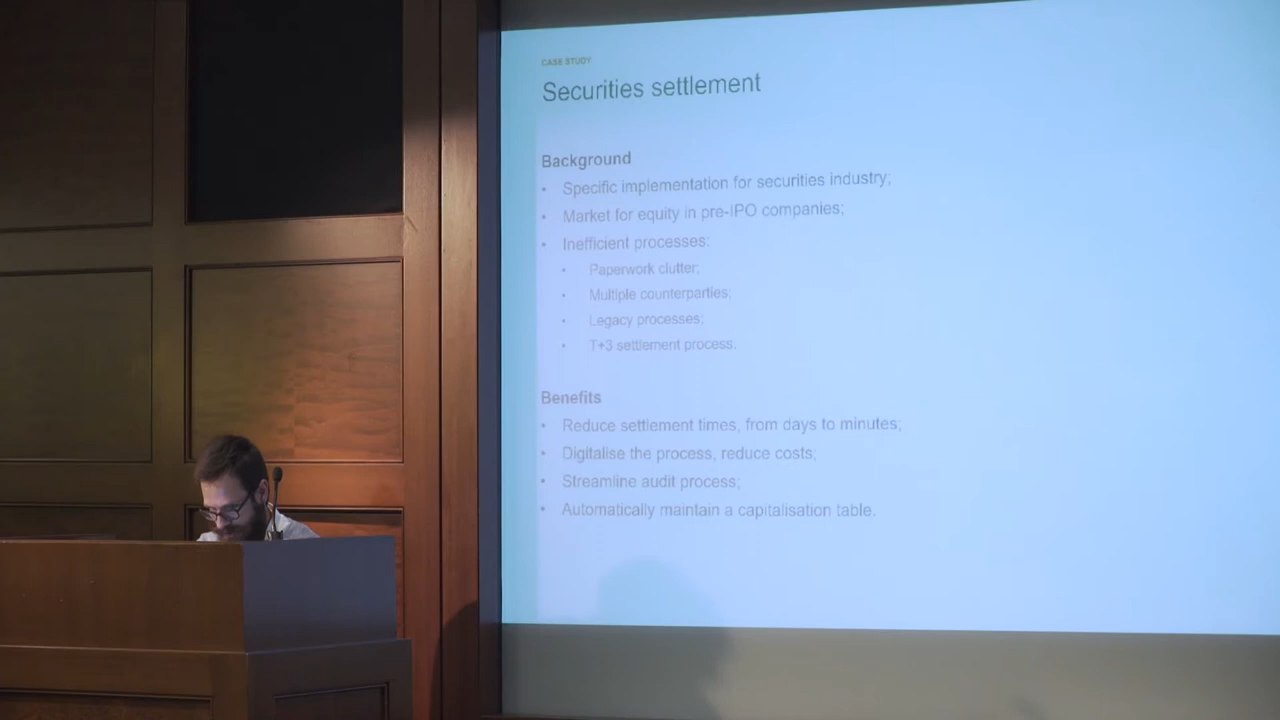 CASE STUDY
Securities settlement
Background
• Specific implementation for securities industry;
• Market for equity in pre-IPO companies;
• Inefficient processes:
• Paperwork clutter;
• Multiple counterparties;
• Legacy processes;
• T+3 settlement process.
Benefits
• Reduce settlement times, from days to minutes;
• Digitalise the process, reduce costs;
• Streamline audit process;
• Automatically maintain a capitalisation table.